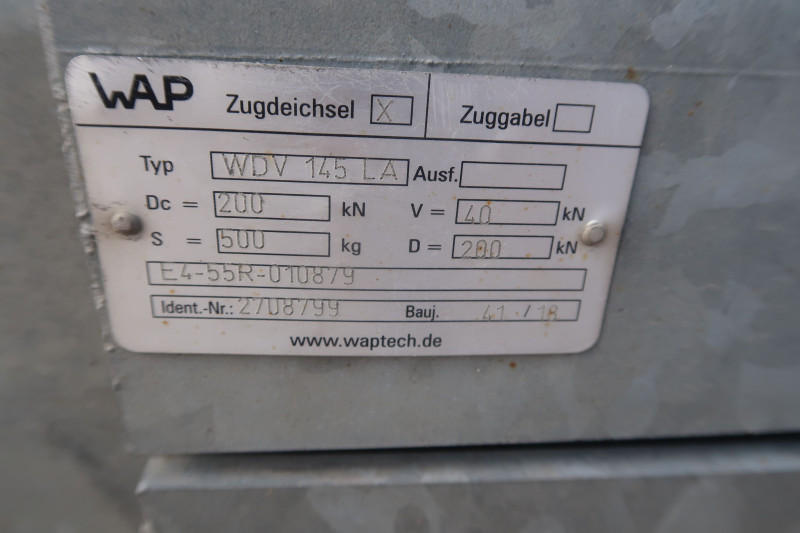 WAP Zugdeichsel X Zuggabel
Typ WDV 145 LA Ausf.
Dc = 200 kN V = 40 kN
S = 500 kg D = 200 kN
E4-55R-010879
Ident.-Nr.: 2708799 Bauj. 41 / 18
www.waptech.de